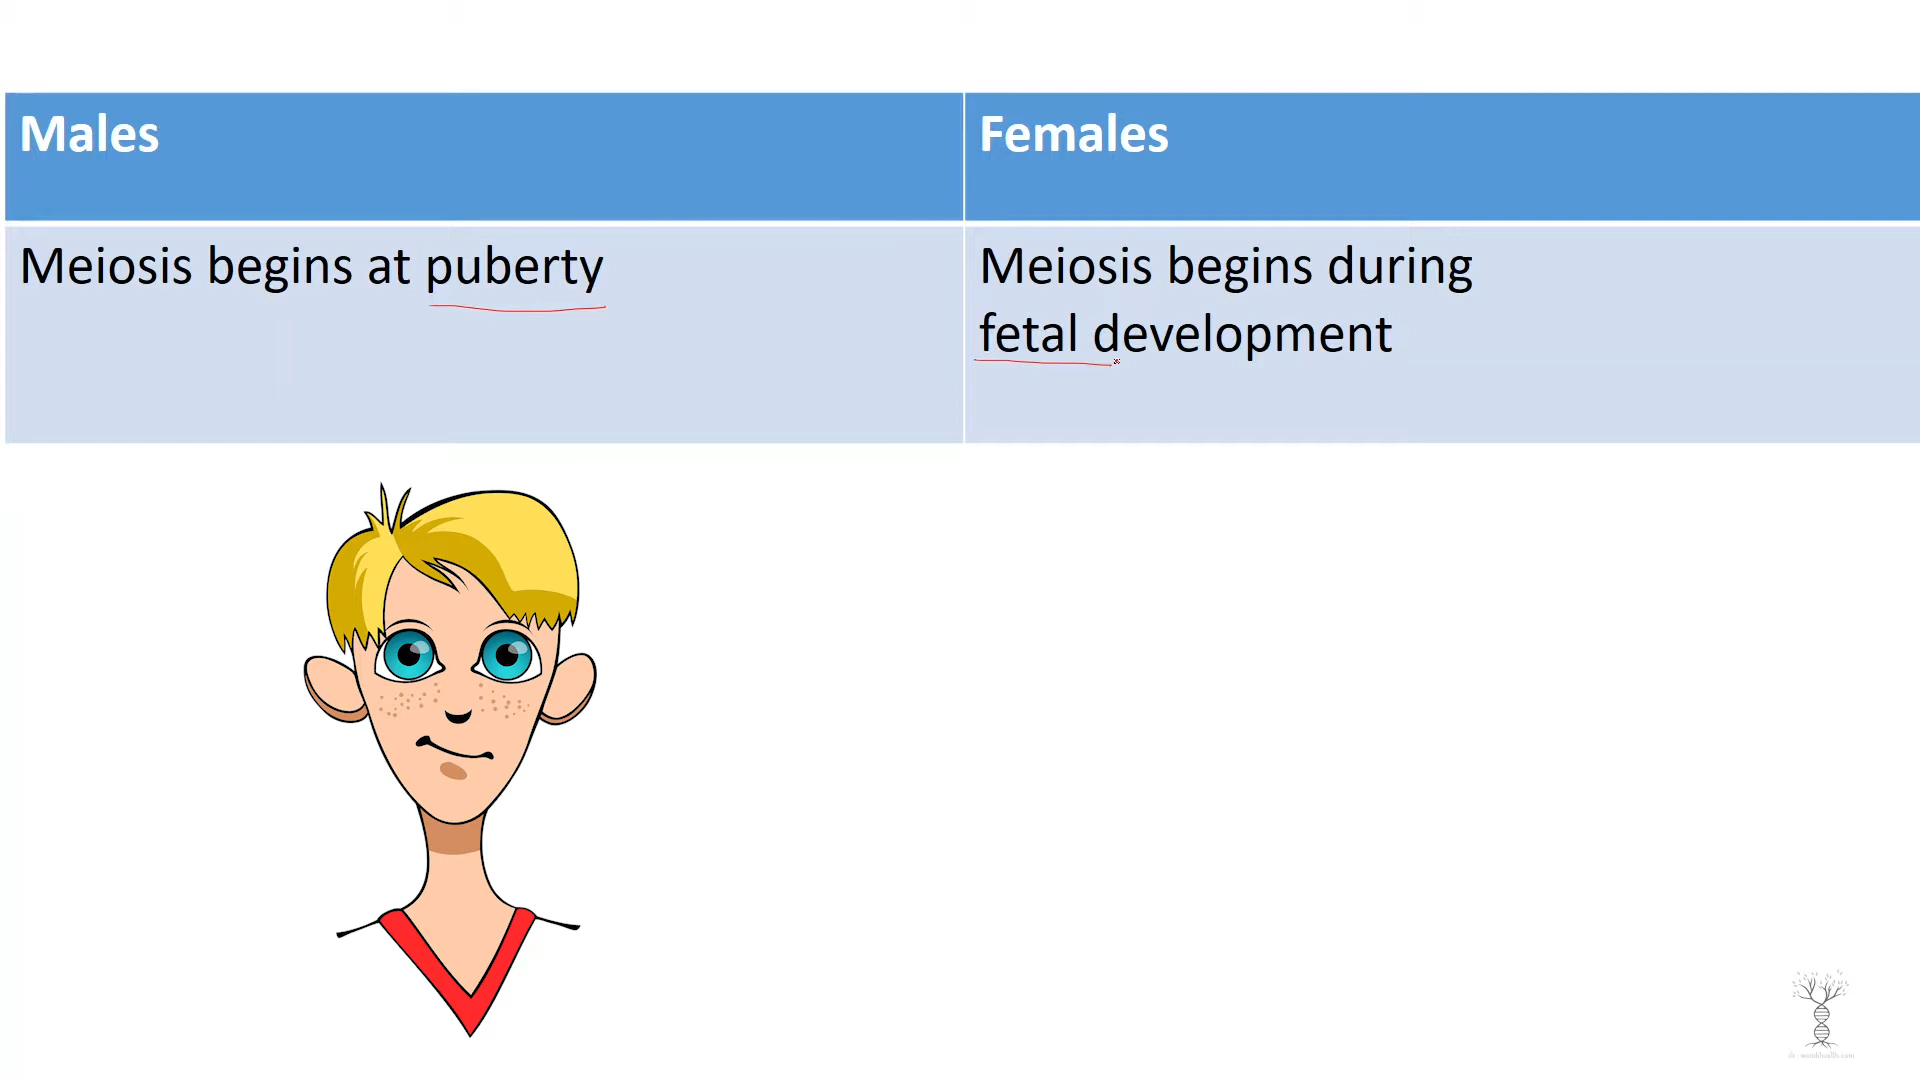 Males
Females
Meiosis begins at puberty
Meiosis begins during
fetal development